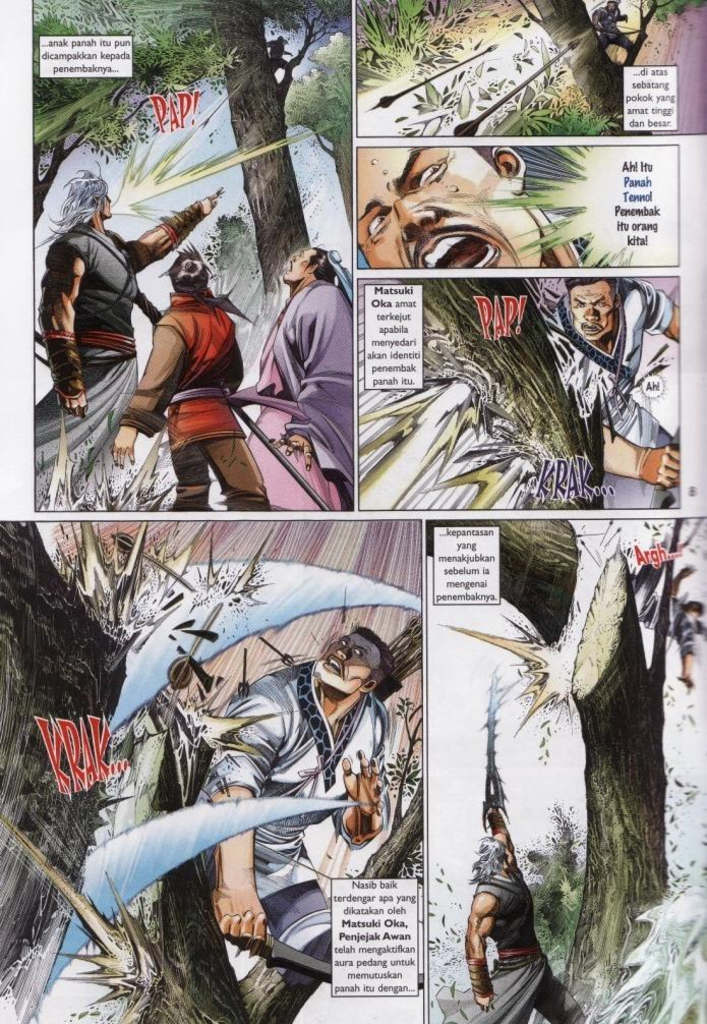 ...anak panah itu pun
dicampakkan kepada
penembaknya...
PAP!
...di atas
sebatang
pokok yang
amat tinggi
dan besar.
Ah! Itu
Panah
Tenno!
Penembak
itu orang
kita!
Matsuki
Oka amat
terkejut
apabila
menyedari
akan identiti
penembak
panah itu.
PAP!
Ah!
KRAK...
KRAK...
Nasib baik
terdengar apa yang
dikatakan oleh
Matsuki Oka,
Penjejak Awan
telah mengaktifkan
aura pedang untuk
memutuskan
panah itu dengan...
...kepantasan
yang
menakjubkan
sebelum ia
mengenai
penembaknya.
Argh...